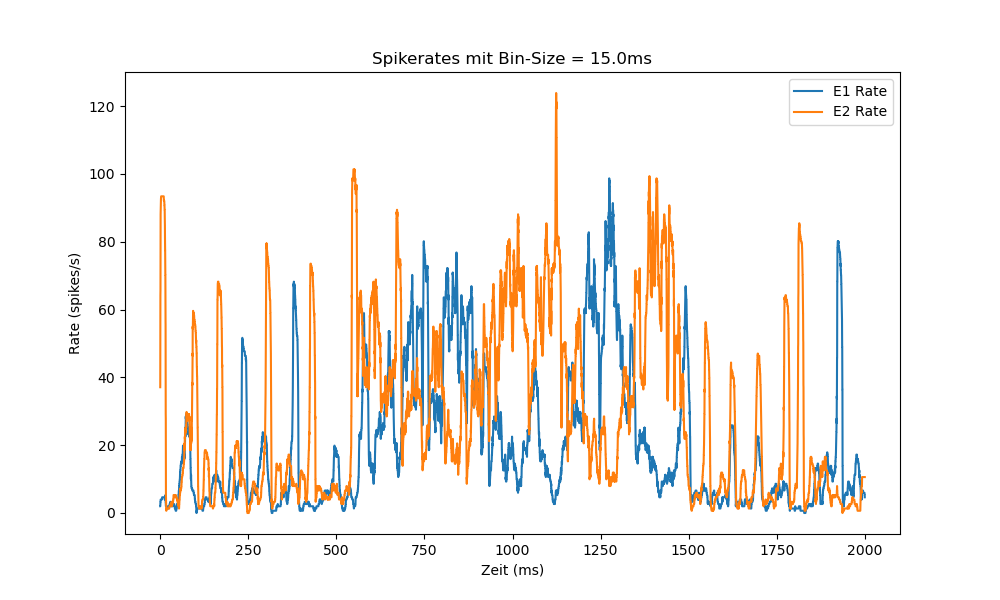 Spikerates mit Bin-Size = 15.0ms
E1 Rate
E2 Rate
Rate (spikes/s)
120
100
80
60
40
20
0
0 250 500 750 1000 1250 1500 1750 2000
Zeit (ms)